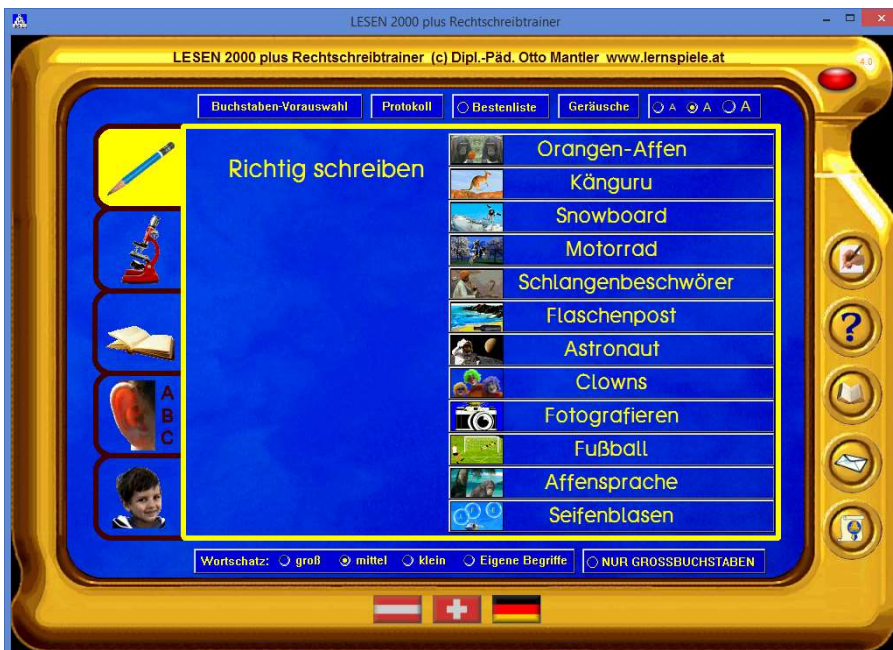 LESEN 2000 plus Rechtschreibtrainer
LESEN 2000 plus Rechtschreibtrainer (c) Dipl.-Päd. Otto Mantler www.lernspiele.at
4.0
Buchstaben-Vorauswahl Protokoll Bestenliste Geräusche A A A
Richtig schreiben
Orangen-Affen
Känguru
Snowboard
Motorrad
Schlangenbeschwörer
Flaschenpost
Astronaut
Clowns
Fotografieren
Fußball
Affensprache
Seifenblasen
A
B
C
?
Wortschatz: groß mittel klein Eigene Begriffe NUR GROSSBUCHSTABEN